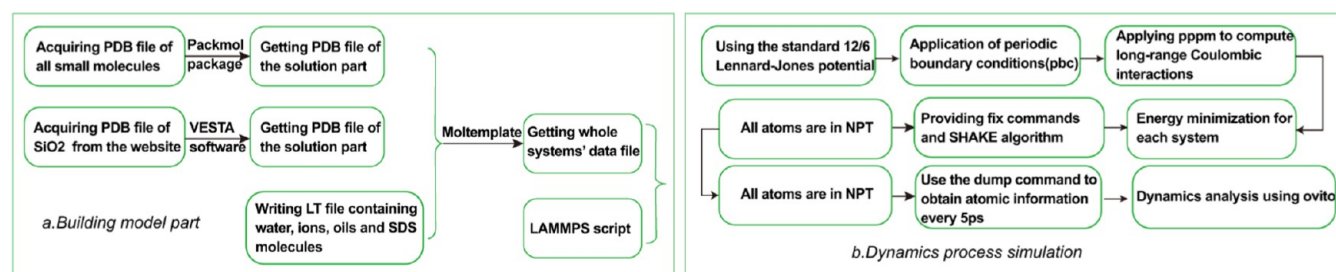 Acquiring PDB file of
all small molecules
Packmol
package
Getting PDB file of
the solution part
Acquiring PDB file of
SiO2 from the website
VESTA
software
Getting PDB file of
the solution part
Writing LT file containing
water, ions, oils and SDS
molecules
Moltemplate
Getting whole
systems' data file
LAMMPS script
a.Building model part
Using the standard 12/6
Lennard-Jones potential
Application of periodic
boundary conditions(pbc)
Applying pppm to compute
long-range Coulombic
interactions
All atoms are in NPT
Providing fix commands
and SHAKE algorithm
Energy minimization for
each system
All atoms are in NPT
Use the dump command to
obtain atomic information
every 5ps
Dynamics analysis using ovito
b.Dynamics process simulation